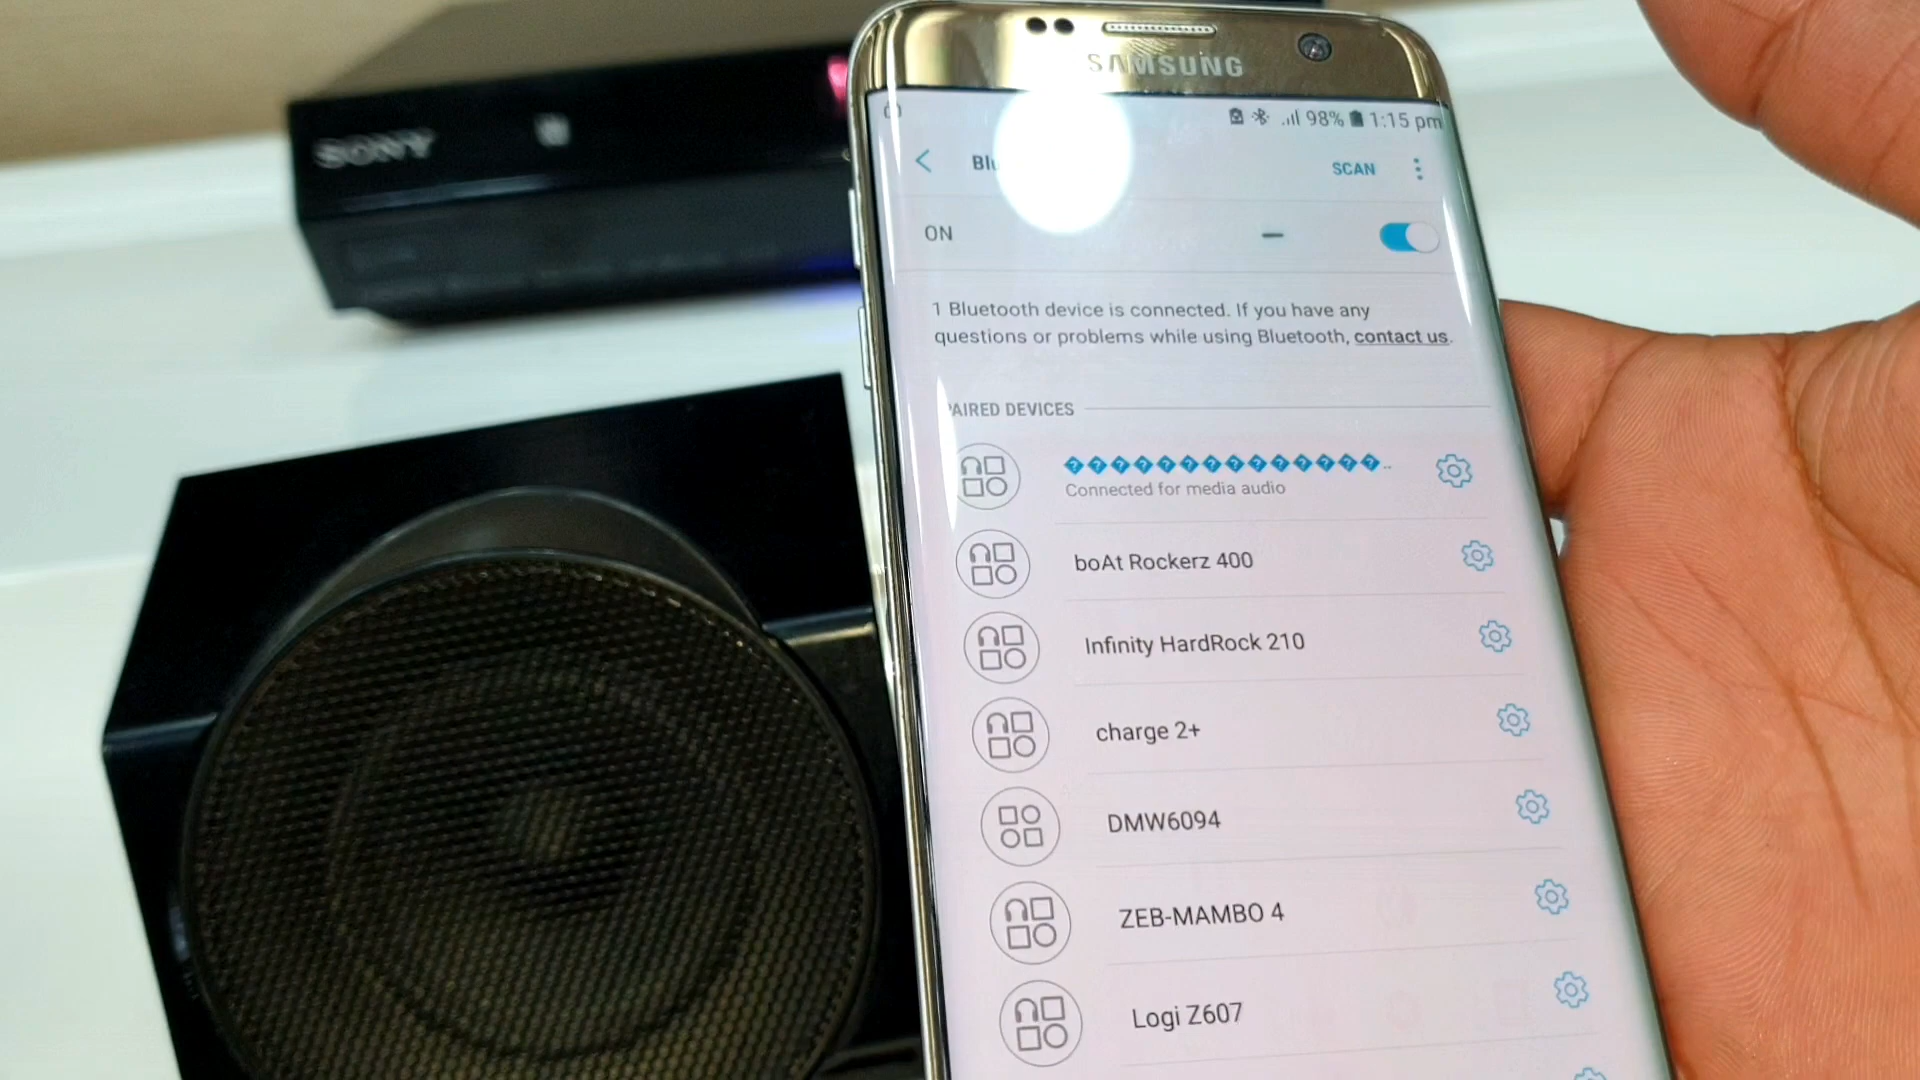 SAMSUNG
SONY
98% 1:15 pm
SCAN
ON
1 Bluetooth device is connected. If you have any
questions or problems while using Bluetooth, contact us.
PAIRED DEVICES
��������������..
Connected for media audio
boAt Rockerz 400
Infinity HardRock 210
charge 2+
DMW6094
ZEB-MAMBO 4
Logi Z607